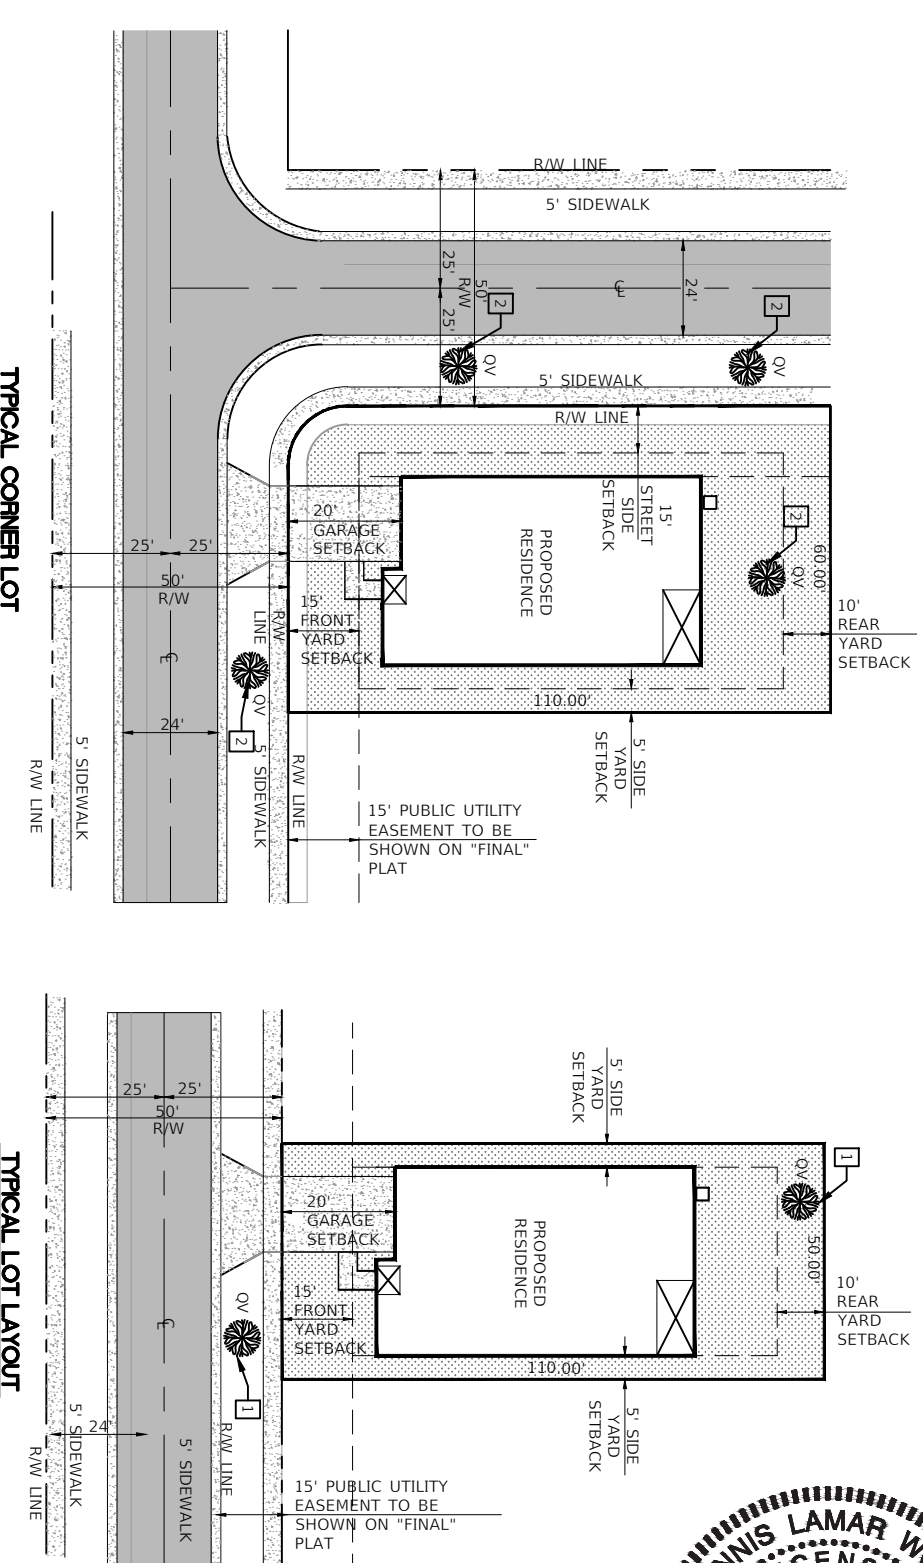 TYPICAL CORNER LOT
R/W LINE
5' SIDEWALK
25'
50'
R/W
25'
24'
℄
2
QV
2
QV
5' SIDEWALK
R/W LINE
15'
STREET
SIDE
SETBACK
20'
GARAGE
SETBACK
PROPOSED
RESIDENCE
2
QV
60.00'
10'
REAR
YARD
SETBACK
25'
25'
50'
R/W
15'
FRONT
YARD
SETBACK
R/W
LINE
℄
QV
2
24'
110.00'
5' SIDE
YARD
SETBACK
5' SIDEWALK
R/W LINE
5' SIDEWALK
R/W LINE
15' PUBLIC UTILITY
EASEMENT TO BE
SHOWN ON "FINAL"
PLAT
TYPICAL LOT LAYOUT
25'
25'
50'
R/W
5' SIDE
YARD
SETBACK
1
QV
50.00'
20'
GARAGE
SETBACK
PROPOSED
RESIDENCE
10'
REAR
YARD
SETBACK
15'
FRONT
YARD
SETBACK
℄
QV
1
110.00'
5' SIDE
YARD
SETBACK
24'
5' SIDEWALK
R/W LINE
5' SIDEWALK
R/W LINE
15' PUBLIC UTILITY
EASEMENT TO BE
SHOWN ON "FINAL"
PLAT
LAMAR